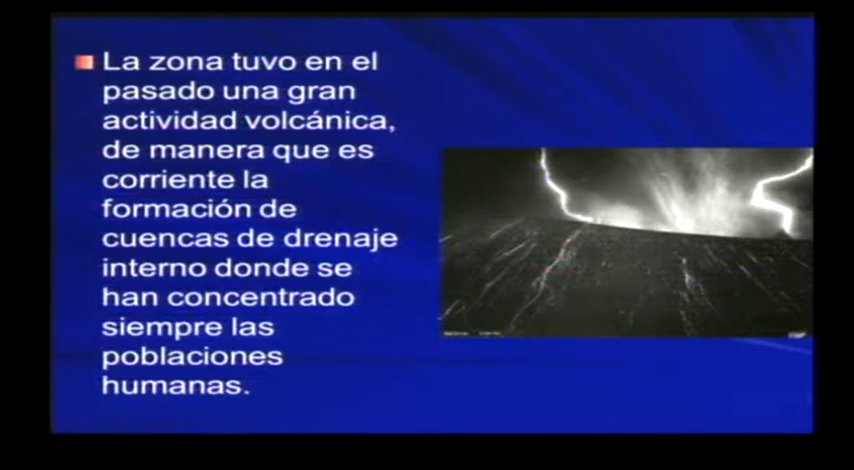 La zona tuvo en el
pasado una gran
actividad volcánica,
de manera que es
corriente la
formación de
cuencas de drenaje
interno donde se
han concentrado
siempre las
poblaciones
humanas.